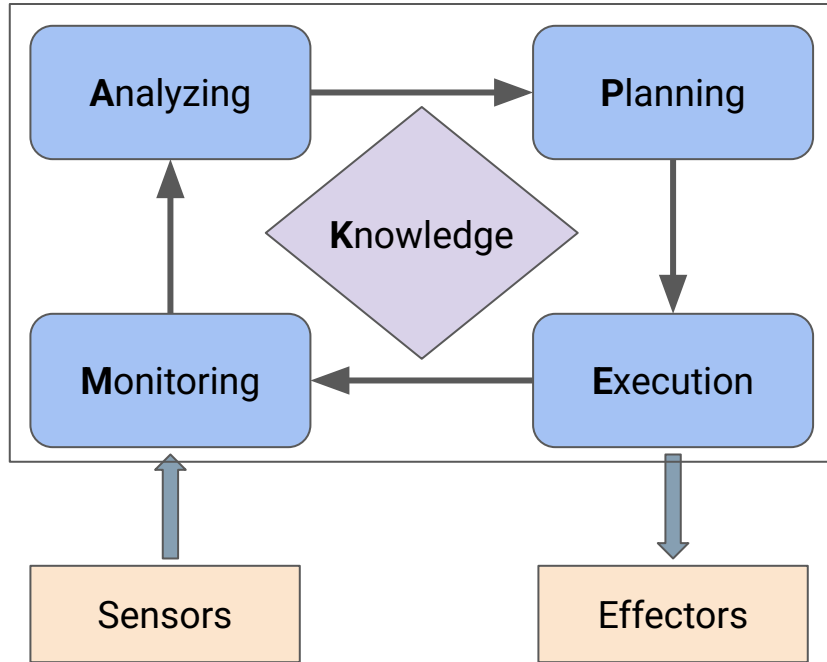 Analyzing
Planning
Knowledge
Monitoring
Execution
Sensors
Effectors